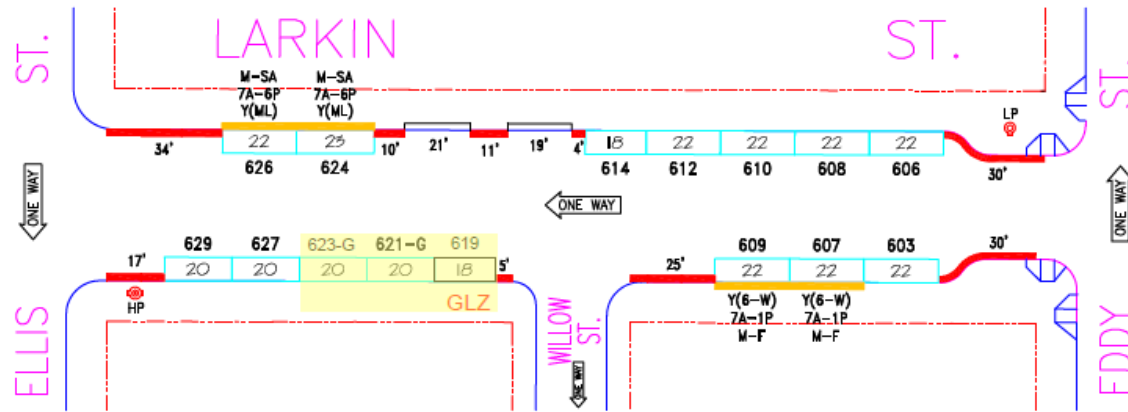 LARKIN ST.
ST.
ST.
M-SA
7A-6P
Y(ML)
M-SA
7A-6P
Y(ML)
LP
34'
22
23
10'
21'
11'
19'
4'
18
22
22
22
22
30'
626
624
614
612
610
608
606
ONE WAY
ONE WAY
ONE WAY
17'
629
627
623-G
621-G
619
20
20
20
20
18
5'
25'
609
607
603
22
22
22
30'
HP
GLZ
Y(6-W)
7A-1P
M-F
Y(6-W)
7A-1P
M-F
ELLIS
WILLOW
ST.
ONE WAY
EDDY